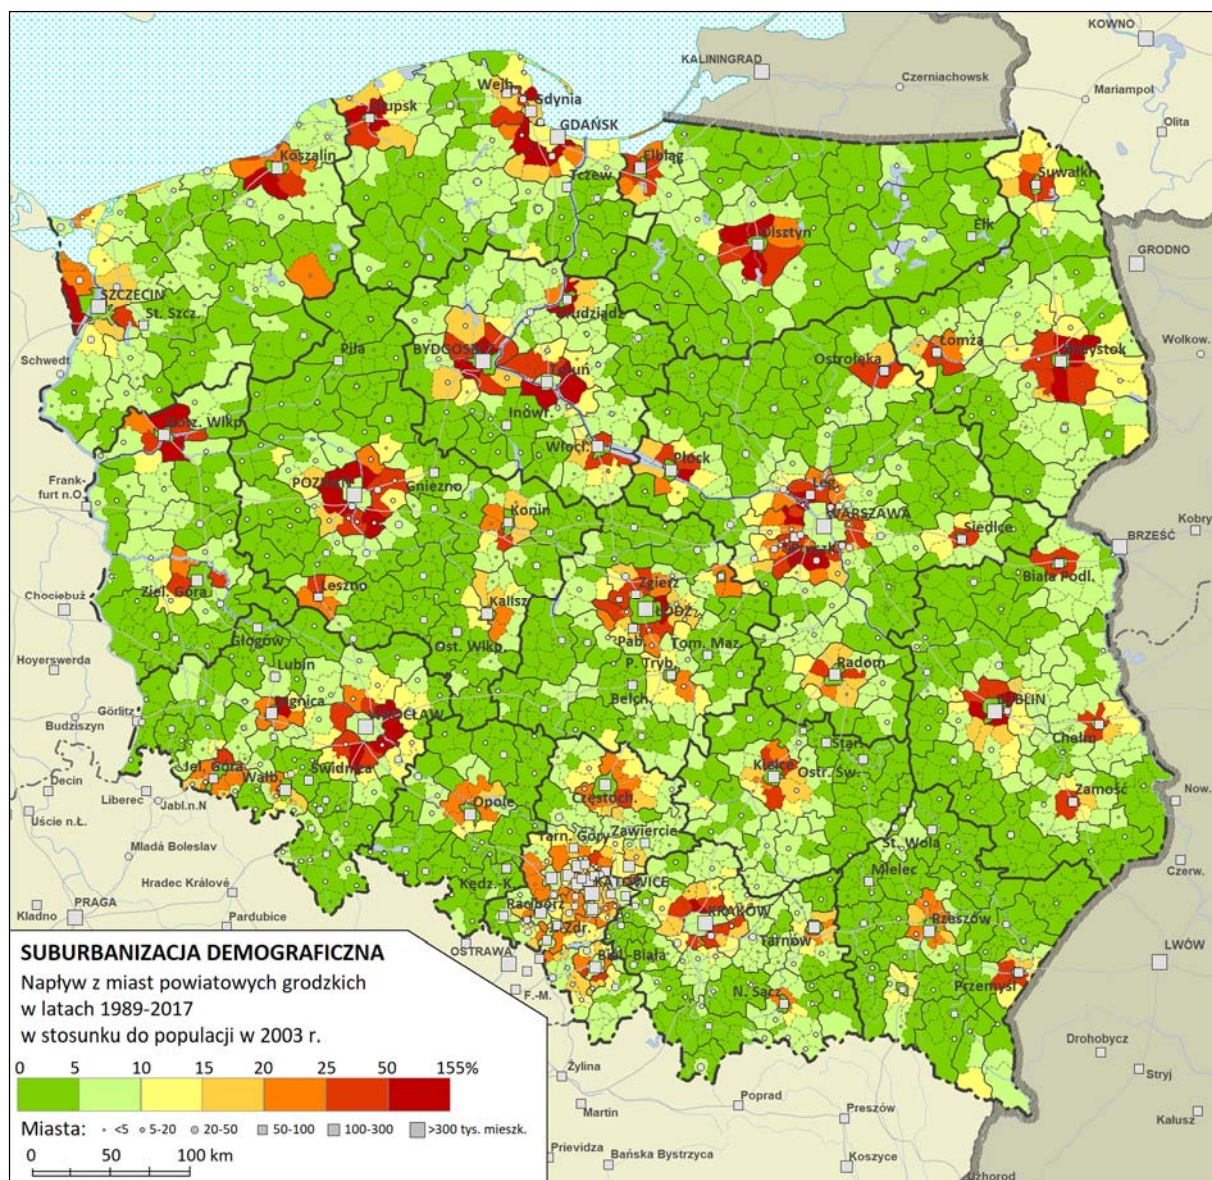 KOWNO
KALININGRAD
Czerniachowsk
Mariampol
Olita
Wejh.
Gdynia
GDAŃSK
Słupsk
Koszalin
Elbląg
Tczew
Suwałki
Olsztyn
Ełk
GRODNO
SZCZECIN
St. Szcz.
Grudziądz
Schwedt
Piła
BYDGOSZCZ
Toruń
Ostrołęka
Łomża
Białystok
Wołkow.
Inowr.
Gorz. Wlkp.
Włocł.
Płock
Frank-
furt n.O.
POZNAŃ
Gniezno
Leg.
Konin
WARSZAWA
Siedlce
Kobry
BRZEŚĆ
Biała Podl.
Ziel. Góra
Leszno
Zgierz
Kalisz
ŁÓDŹ
Chociebuż
Głogów
Ost. Wlkp.
Pab.
Tom. Maz.
P. Tryb.
Radom
Hoyerswerda
Lubin
Bełch.
Görlitz
Legnica
WROCŁAW
LUBLIN
Chełm
Budziszyn
Star.
Jel. Góra
Wałb.
Świdnica
Kielce
Ostr. Św.
Decin
Liberec
Jabl.n.N
Opole
Częstoch.
Zamość
Now.
Uście n.Ł.
Tarn. Góry
Zawiercie
St. Wola
Mladá Boleslav
Mielec
Czerw.
Hradec Králové
Kędz.-K.
KATOWICE
Kladno
PRAGA
Pardubice
Racibórz
KRAKÓW
Rzeszów
J.-Zdr.
Tarnów
OSTRAWA
Biel.-Biała
LWÓW
Przemyśl
F.-M.
N. Sącz
SUBURBANIZACJA DEMOGRAFICZNA
Napływ z miast powiatowych grodzkich
w latach 1989-2017
w stosunku do populacji w 2003 r.
0 5 10 15 20 25 50 155%
Miasta: <5 5-20 20-50 50-100 100-300 >300 tys. mieszk.
0 50 100 km
Drohobycz
Stryj
Kałusz
Żylina
Martin
Poprad
Preszów
Prievidza
Bańska Bystrzyca
Koszyce
Użhorod